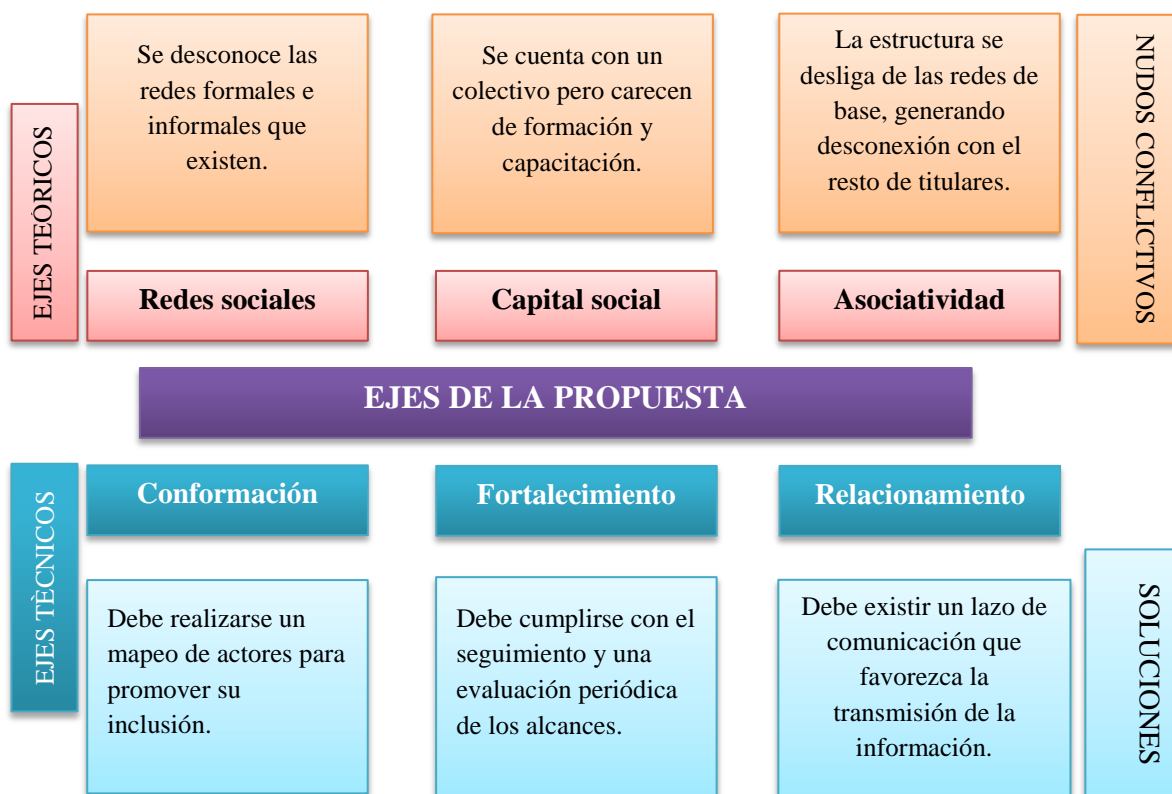 Se desconoce las
redes formales e
informales que
existen.
Se cuenta con un
colectivo pero carecen
de formación y
capacitación.
La estructura se
desliga de las redes de
base, generando
desconexión con el
resto de titulares.
NUDOS CONFLICTIVOS
EJES TEÓRICOS
Redes sociales
Capital social
Asociatividad
EJES DE LA PROPUESTA
EJES TÈCNICOS
Conformación
Fortalecimiento
Relacionamiento
Debe realizarse un
mapeo de actores para
promover su
inclusión.
Debe cumplirse con el
seguimiento y una
evaluación periódica
de los alcances.
Debe existir un lazo de
comunicación que
favorezca la
transmisión de la
información.
SOLUCIONES